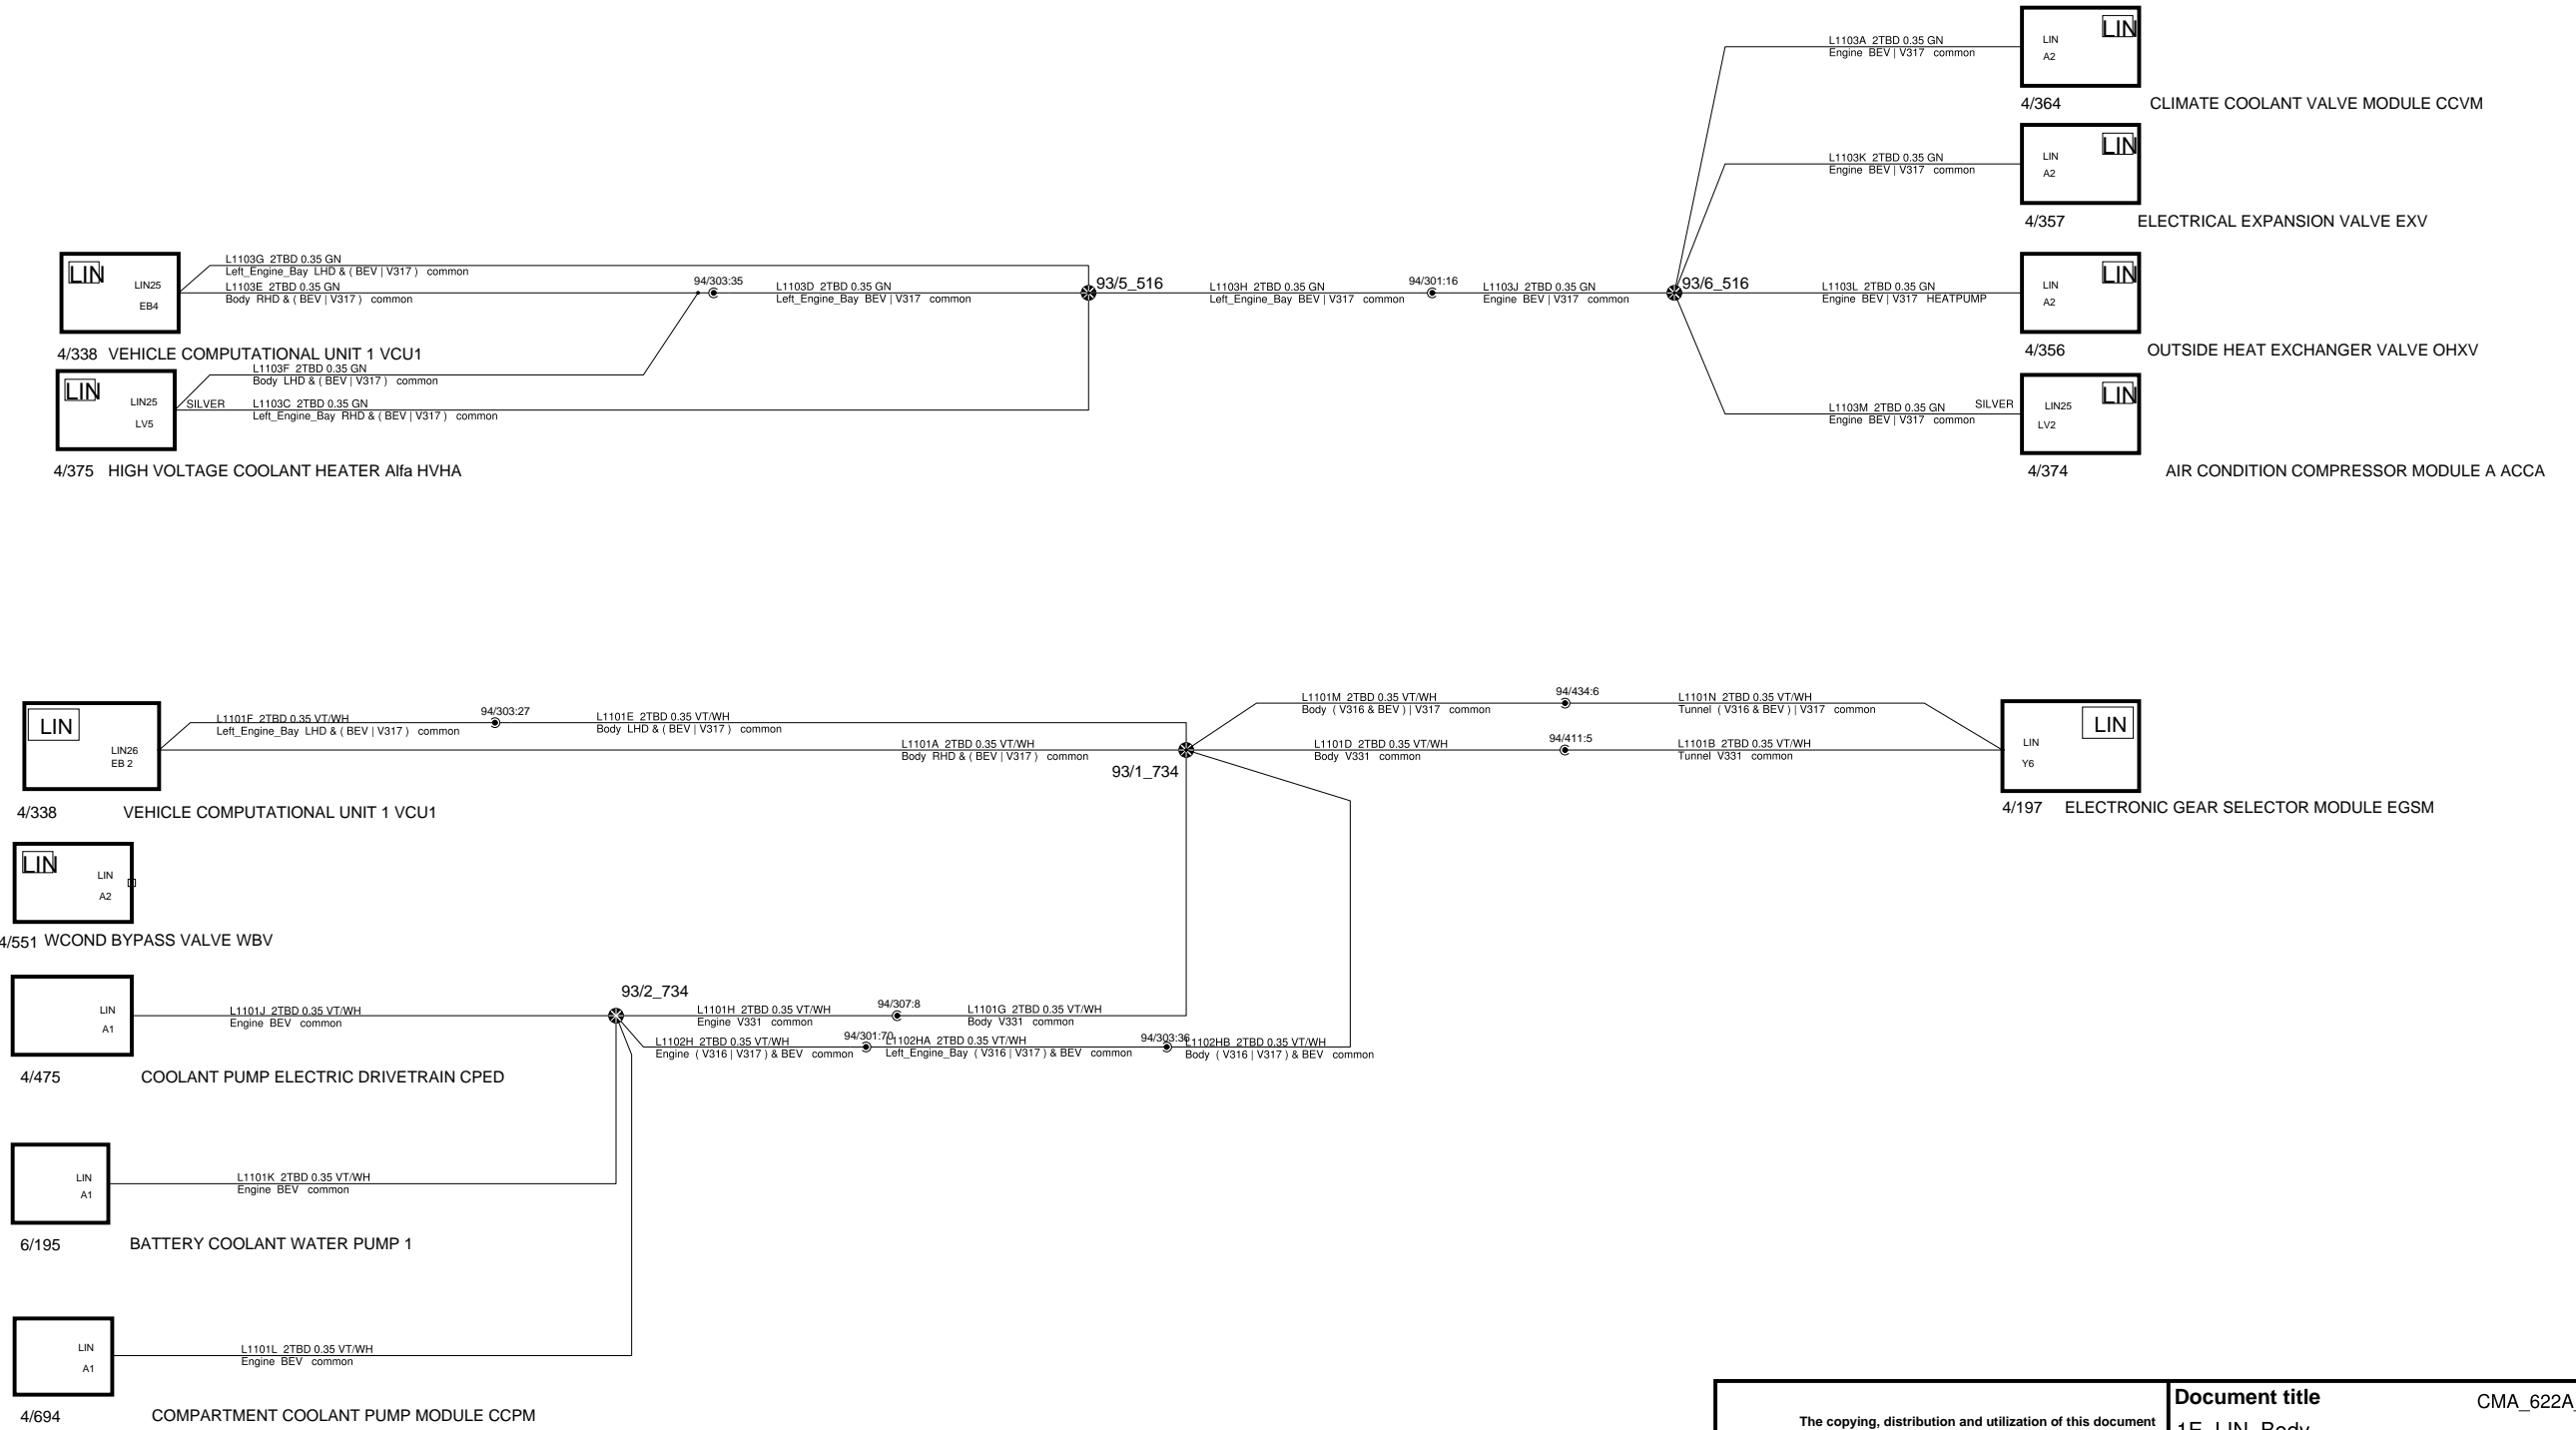 LIN
LIN
A2
L1103A 2TBD 0.35 GN
Engine BEV | V317 common
4/364 CLIMATE COOLANT VALVE MODULE CCVM
LIN
LIN
A2
L1103K 2TBD 0.35 GN
Engine BEV | V317 common
4/357 ELECTRICAL EXPANSION VALVE EXV
LIN
LIN25
EB4
L1103G 2TBD 0.35 GN
Left_Engine_Bay LHD & ( BEV | V317 ) common
L1103E 2TBD 0.35 GN
Body RHD & ( BEV | V317 ) common
94/303:35
L1103D 2TBD 0.35 GN
Left_Engine_Bay BEV | V317 common
93/5_516
L1103H 2TBD 0.35 GN
Left_Engine_Bay BEV | V317 common
94/301:16
L1103J 2TBD 0.35 GN
Engine BEV | V317 common
93/6_516
L1103L 2TBD 0.35 GN
Engine BEV | V317 HEATPUMP
LIN
LIN
A2
4/338 VEHICLE COMPUTATIONAL UNIT 1 VCU1
4/356 OUTSIDE HEAT EXCHANGER VALVE OHXV
LIN
LIN25
LV5
SILVER
L1103F 2TBD 0.35 GN
Body LHD & ( BEV | V317 ) common
L1103C 2TBD 0.35 GN
Left_Engine_Bay RHD & ( BEV | V317 ) common
L1103M 2TBD 0.35 GN
Engine BEV | V317 common
SILVER
LIN
LIN25
LV2
4/375 HIGH VOLTAGE COOLANT HEATER Alfa HVHA
4/374 AIR CONDITION COMPRESSOR MODULE A ACCA
LIN
LIN26
EB 2
L1101F 2TBD 0.35 VT/WH
Left_Engine_Bay LHD & ( BEV | V317 ) common
94/303:27
L1101E 2TBD 0.35 VT/WH
Body LHD & ( BEV | V317 ) common
L1101A 2TBD 0.35 VT/WH
Body RHD & ( BEV | V317 ) common
93/1_734
L1101M 2TBD 0.35 VT/WH
Body ( V316 & BEV ) | V317 common
94/434:6
L1101N 2TBD 0.35 VT/WH
Tunnel ( V316 & BEV ) | V317 common
L1101D 2TBD 0.35 VT/WH
Body V331 common
94/411:5
L1101B 2TBD 0.35 VT/WH
Tunnel V331 common
LIN
LIN
Y6
4/338 VEHICLE COMPUTATIONAL UNIT 1 VCU1
4/197 ELECTRONIC GEAR SELECTOR MODULE EGSM
LIN
LIN
A2
4/551 WCOND BYPASS VALVE WBV
LIN
A1
L1101J 2TBD 0.35 VT/WH
Engine BEV common
93/2_734
L1101H 2TBD 0.35 VT/WH
Engine V331 common
94/307:8
L1101G 2TBD 0.35 VT/WH
Body V331 common
L1102H 2TBD 0.35 VT/WH
Engine ( V316 | V317 ) & BEV common
94/301:70
L1102HA 2TBD 0.35 VT/WH
Left_Engine_Bay ( V316 | V317 ) & BEV common
94/303:36
L1102HB 2TBD 0.35 VT/WH
Body ( V316 | V317 ) & BEV common
4/475 COOLANT PUMP ELECTRIC DRIVETRAIN CPED
LIN
A1
L1101K 2TBD 0.35 VT/WH
Engine BEV common
6/195 BATTERY COOLANT WATER PUMP 1
LIN
A1
L1101L 2TBD 0.35 VT/WH
Engine BEV common
4/694 COMPARTMENT COOLANT PUMP MODULE CCPM
The copying, distribution and utilization of this document
Document title
CMA_622A_
1E_LIN_Body